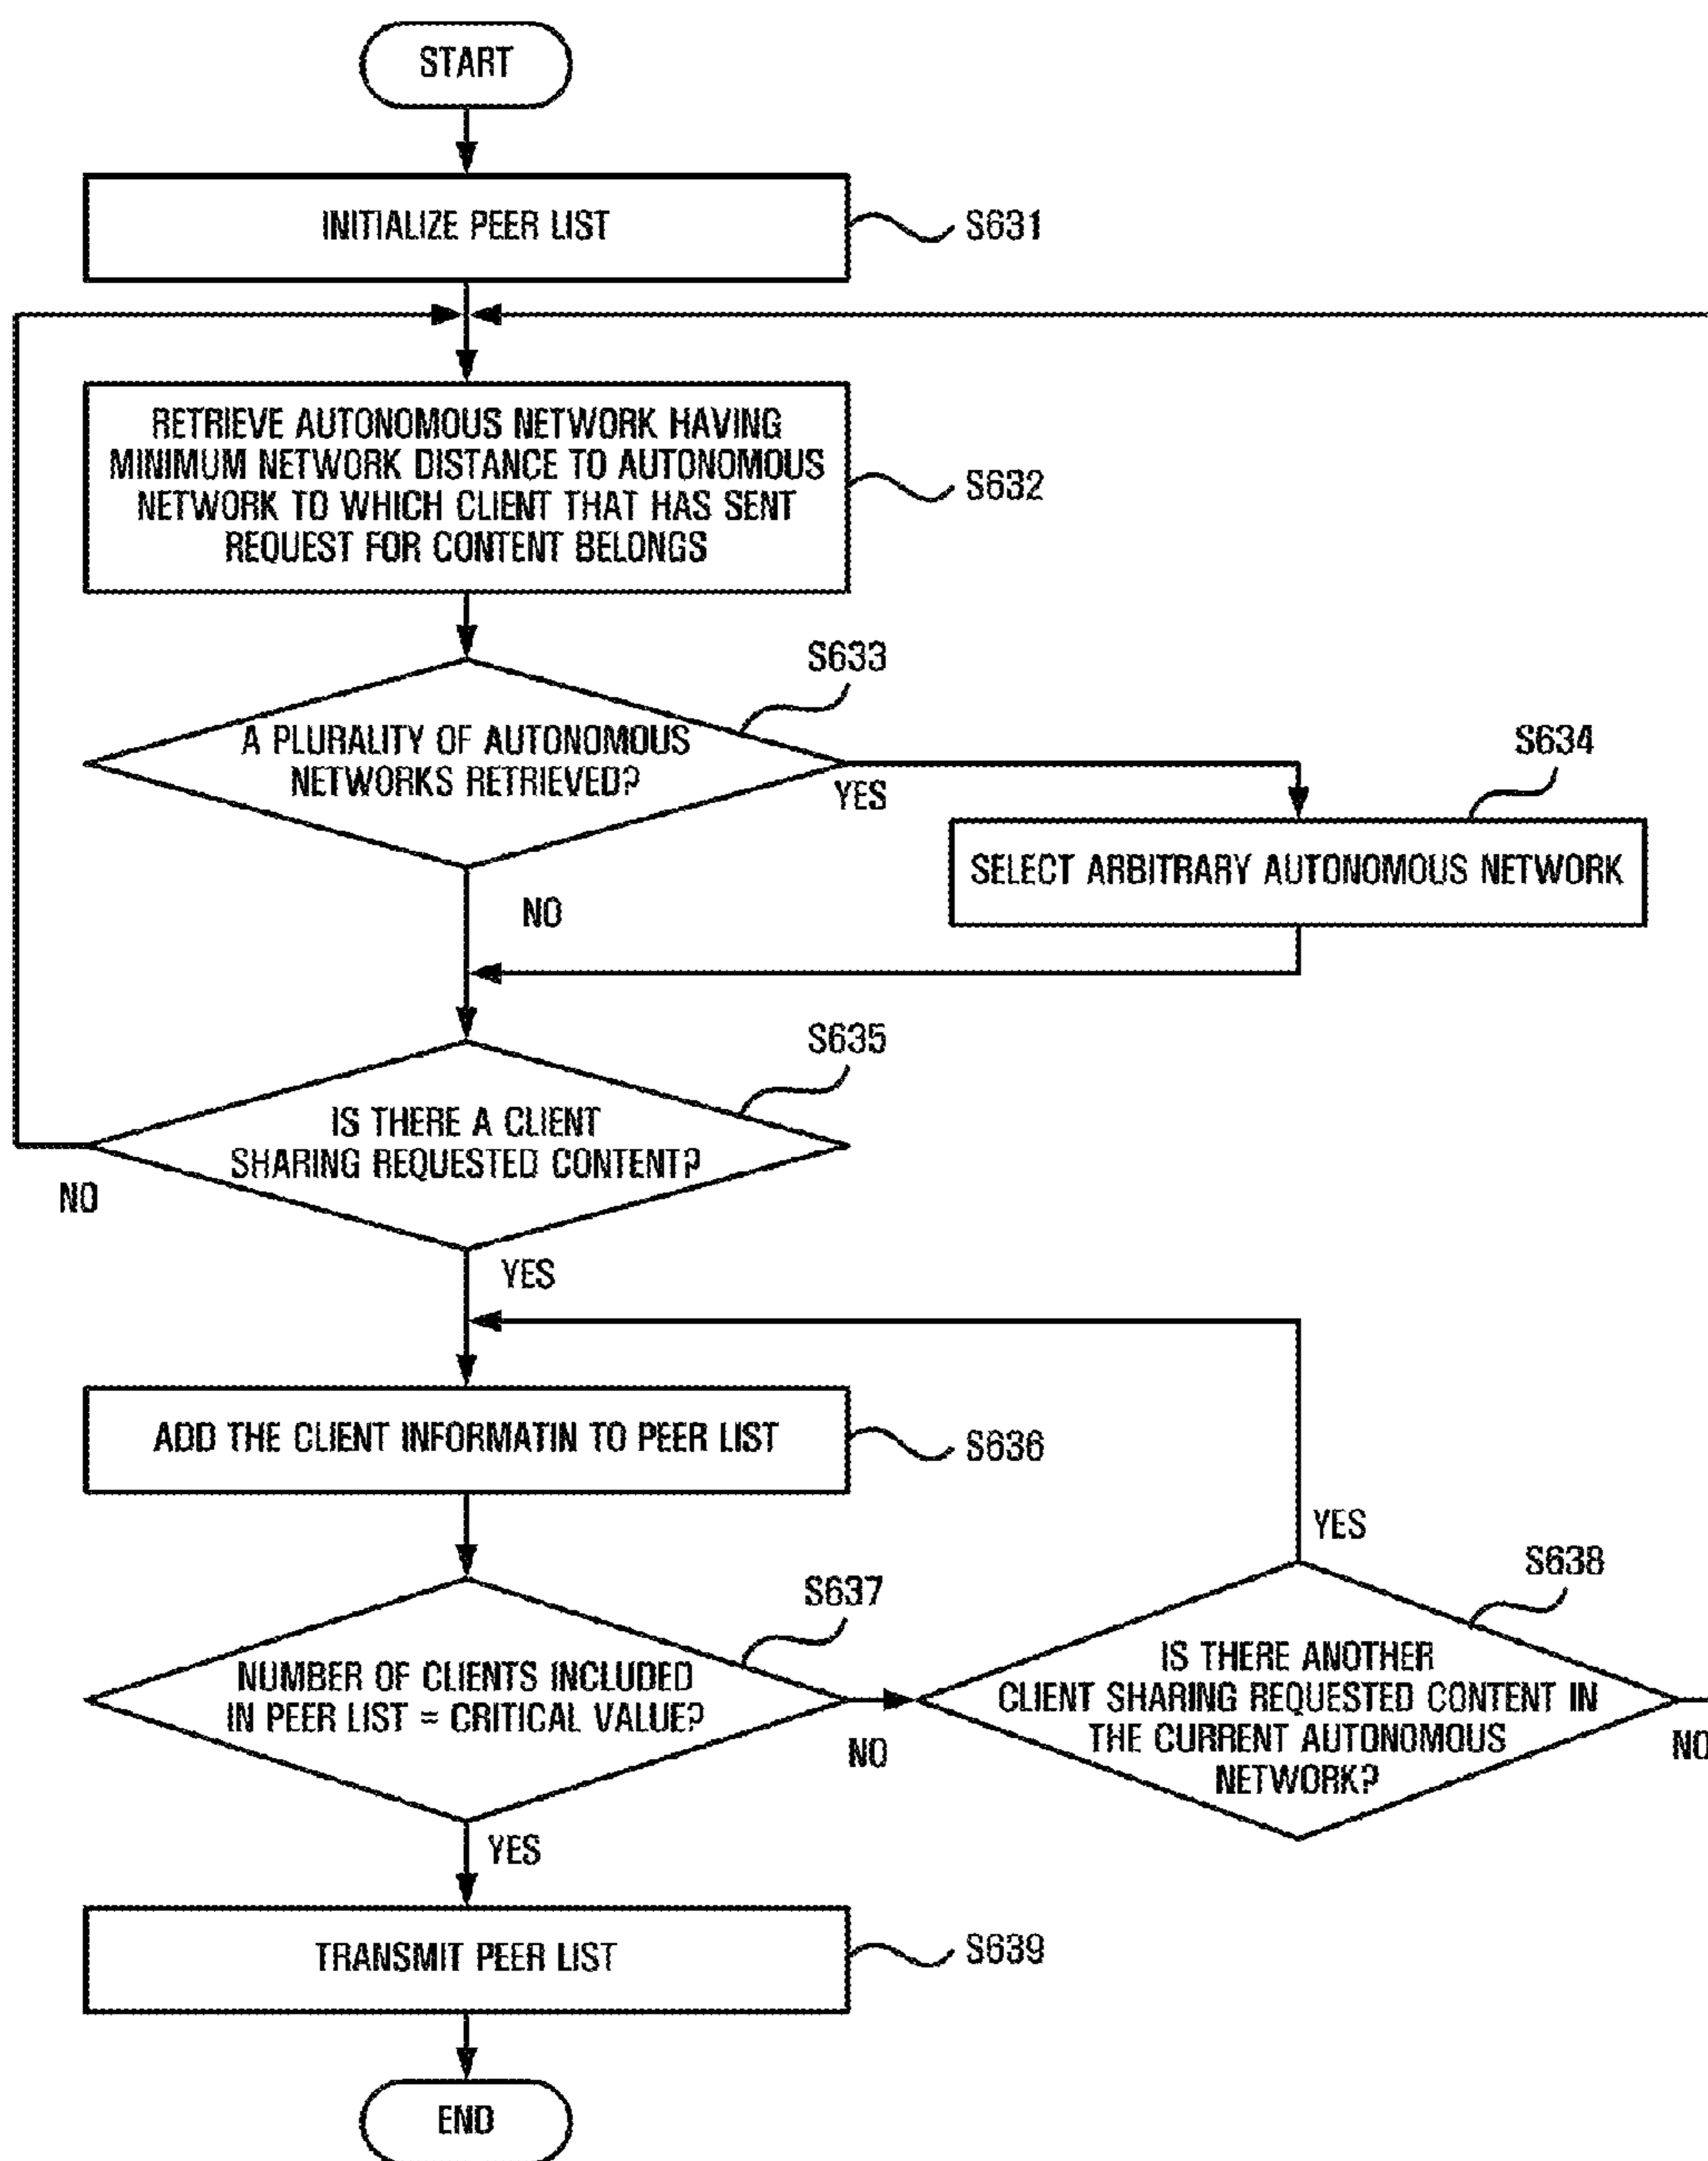 START
INITIALIZE PEER LIST
S631
RETRIEVE AUTONOMOUS NETWORK HAVING
MINIMUM NETWORK DISTANCE TO AUTONOMOUS
NETWORK TO WHICH CLIENT THAT HAS SENT
REQUEST FOR CONTENT BELONGS
S632
S633
A PLURALITY OF AUTONOMOUS
NETWORKS RETRIEVED?
YES
S634
SELECT ARBITRARY AUTONOMOUS NETWORK
NO
S635
IS THERE A CLIENT
SHARING REQUESTED CONTENT?
NO
YES
ADD THE CLIENT INFORMATIN TO PEER LIST
S636
YES
S637
NUMBER OF CLIENTS INCLUDED
IN PEER LIST = CRITICAL VALUE?
NO
S638
IS THERE ANOTHER
CLIENT SHARING REQUESTED CONTENT IN
THE CURRENT AUTONOMOUS
NETWORK?
NO
YES
TRANSMIT PEER LIST
S639
END